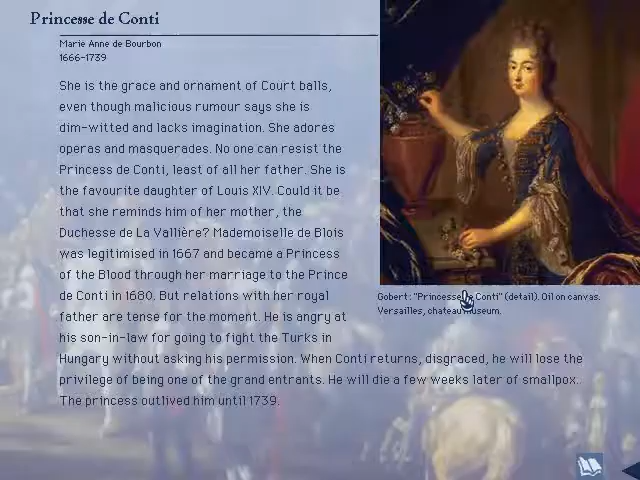 Princesse de Conti
Marie Anne de Bourbon
1666-1739
She is the grace and ornament of Court balls,
even though malicious rumour says she is
dim-witted and lacks imagination. She adores
operas and masquerades. No one can resist the
Princess de Conti, least of all her father. She is
the favourite daughter of Louis XIV. Could it be
that she reminds him of her mother, the
Duchesse de La Vallière? Mademoiselle de Blois
was legitimised in 1667 and became a Princess
of the Blood through her marriage to the Prince
de Conti in 1680. But relations with her royal
father are tense for the moment. He is angry at
his son-in-law for going to fight the Turks in
Hungary without asking his permission. When Conti returns, disgraced, he will lose the
privilege of being one of the grand entrants. He will die a few weeks later of smallpox.
The princess outlived him until 1739.
Gobert: "Princesse de Conti" (detail). Oil on canvas.
Versailles, chateau museum.